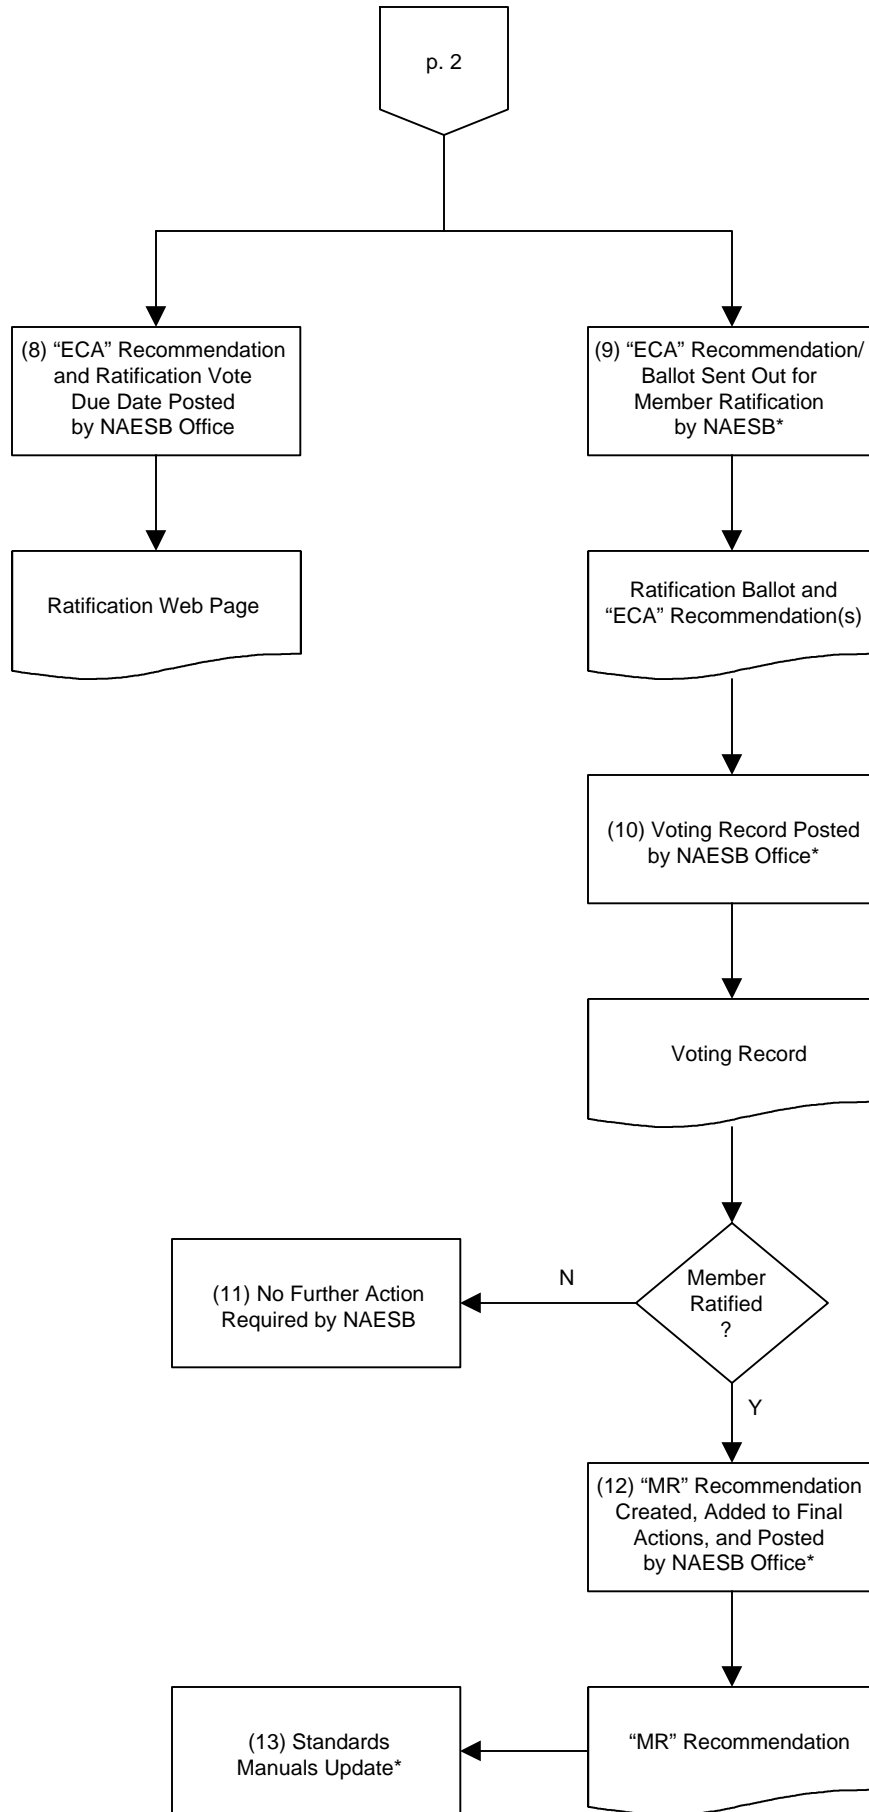 p. 2
(8) “ECA” Recommendation
and Ratification Vote
Due Date Posted
by NAESB Office
(9) “ECA” Recommendation/
Ballot Sent Out for
Member Ratification
by NAESB*
Ratification Web Page
Ratification Ballot and
“ECA” Recommendation(s)
(10) Voting Record Posted
by NAESB Office*
Voting Record
Member
Ratified
?
N
(11) No Further Action
Required by NAESB
Y
(12) “MR” Recommendation
Created, Added to Final
Actions, and Posted
by NAESB Office*
“MR” Recommendation
(13) Standards
Manuals Update*